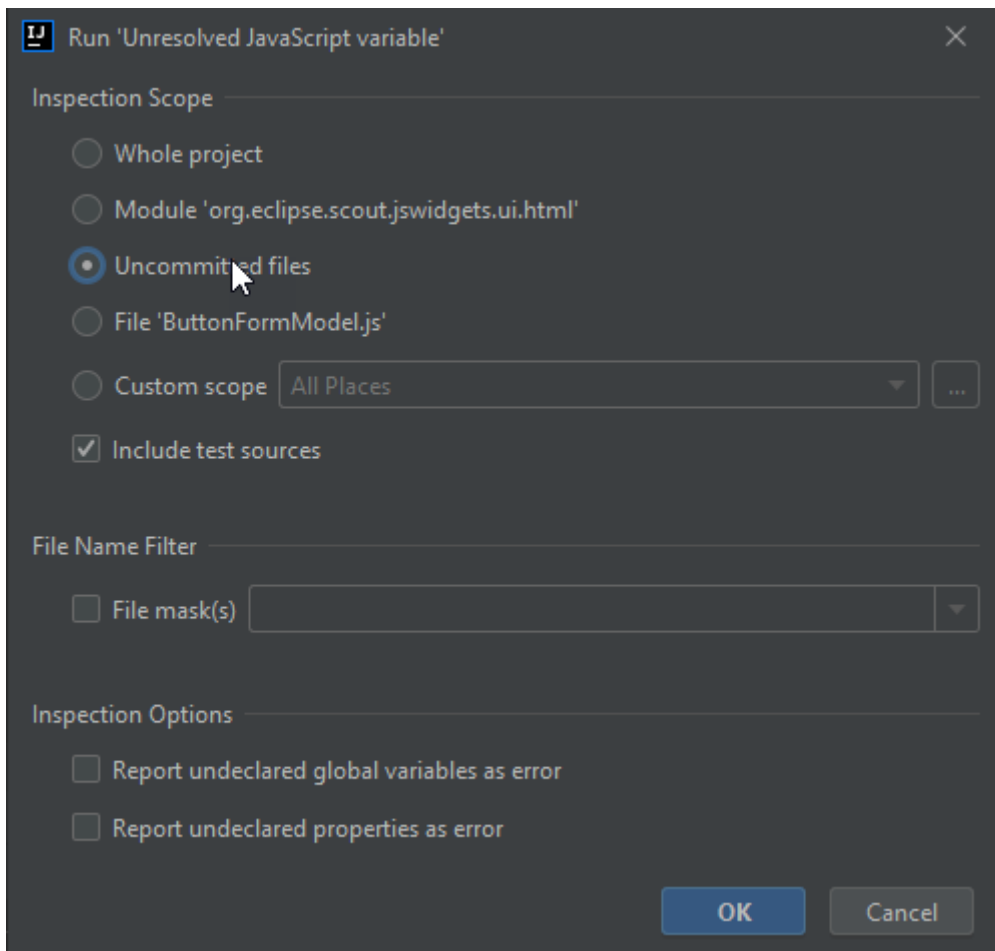 IJ
Run 'Unresolved JavaScript variable'
Inspection Scope
Whole project
Module 'org.eclipse.scout.jswidgets.ui.html'
Uncommitted files
File 'ButtonFormModel.js'
Custom scope All Places ...
Include test sources
File Name Filter
File mask(s)
Inspection Options
Report undeclared global variables as error
Report undeclared properties as error
OK Cancel